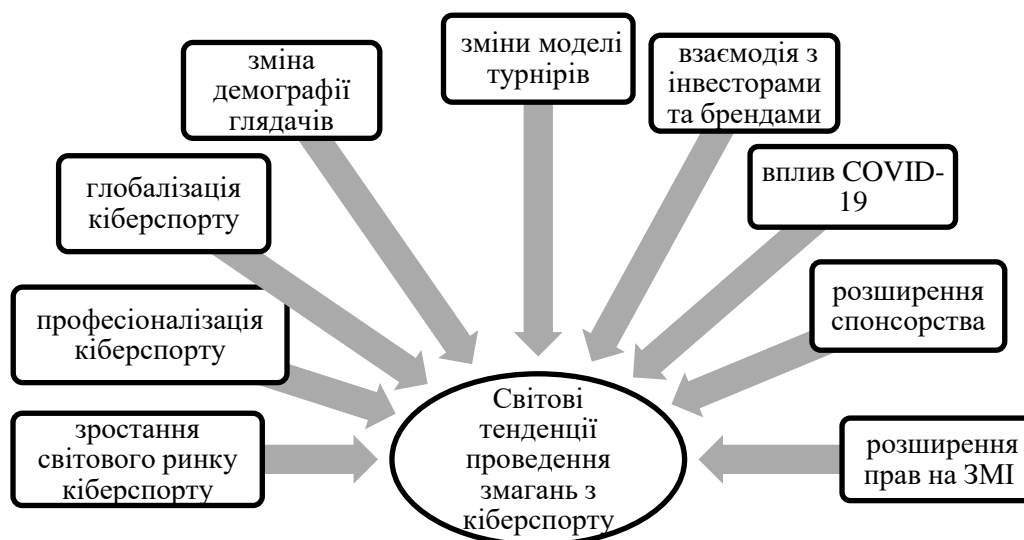 зміна
демографії
глядачів
зміни моделі
турнірів
взаємодія з
інвесторами
та брендами
глобалізація
кіберспорту
вплив COVID-
19
професіоналізація
кіберспорту
розширення
спонсорства
зростання
світового ринку
кіберспорту
Світові
тенденції
проведення
змагань з
кіберспорту
розширення
прав на ЗМІ